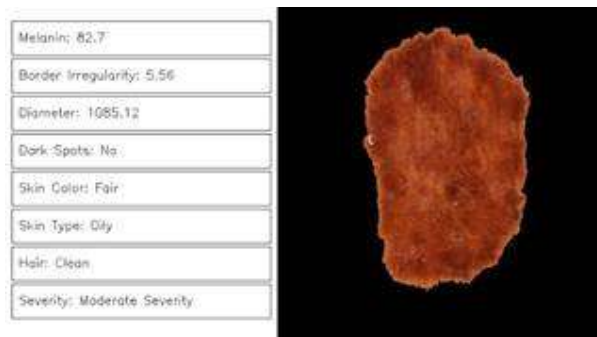 Melanin: 82.7
Border Irregularity: 5.56
Diameter: 1085.12
Dark Spots: No
Skin Color: Fair
Skin Type: Oily
Hair: Clean
Severity: Moderate Severity